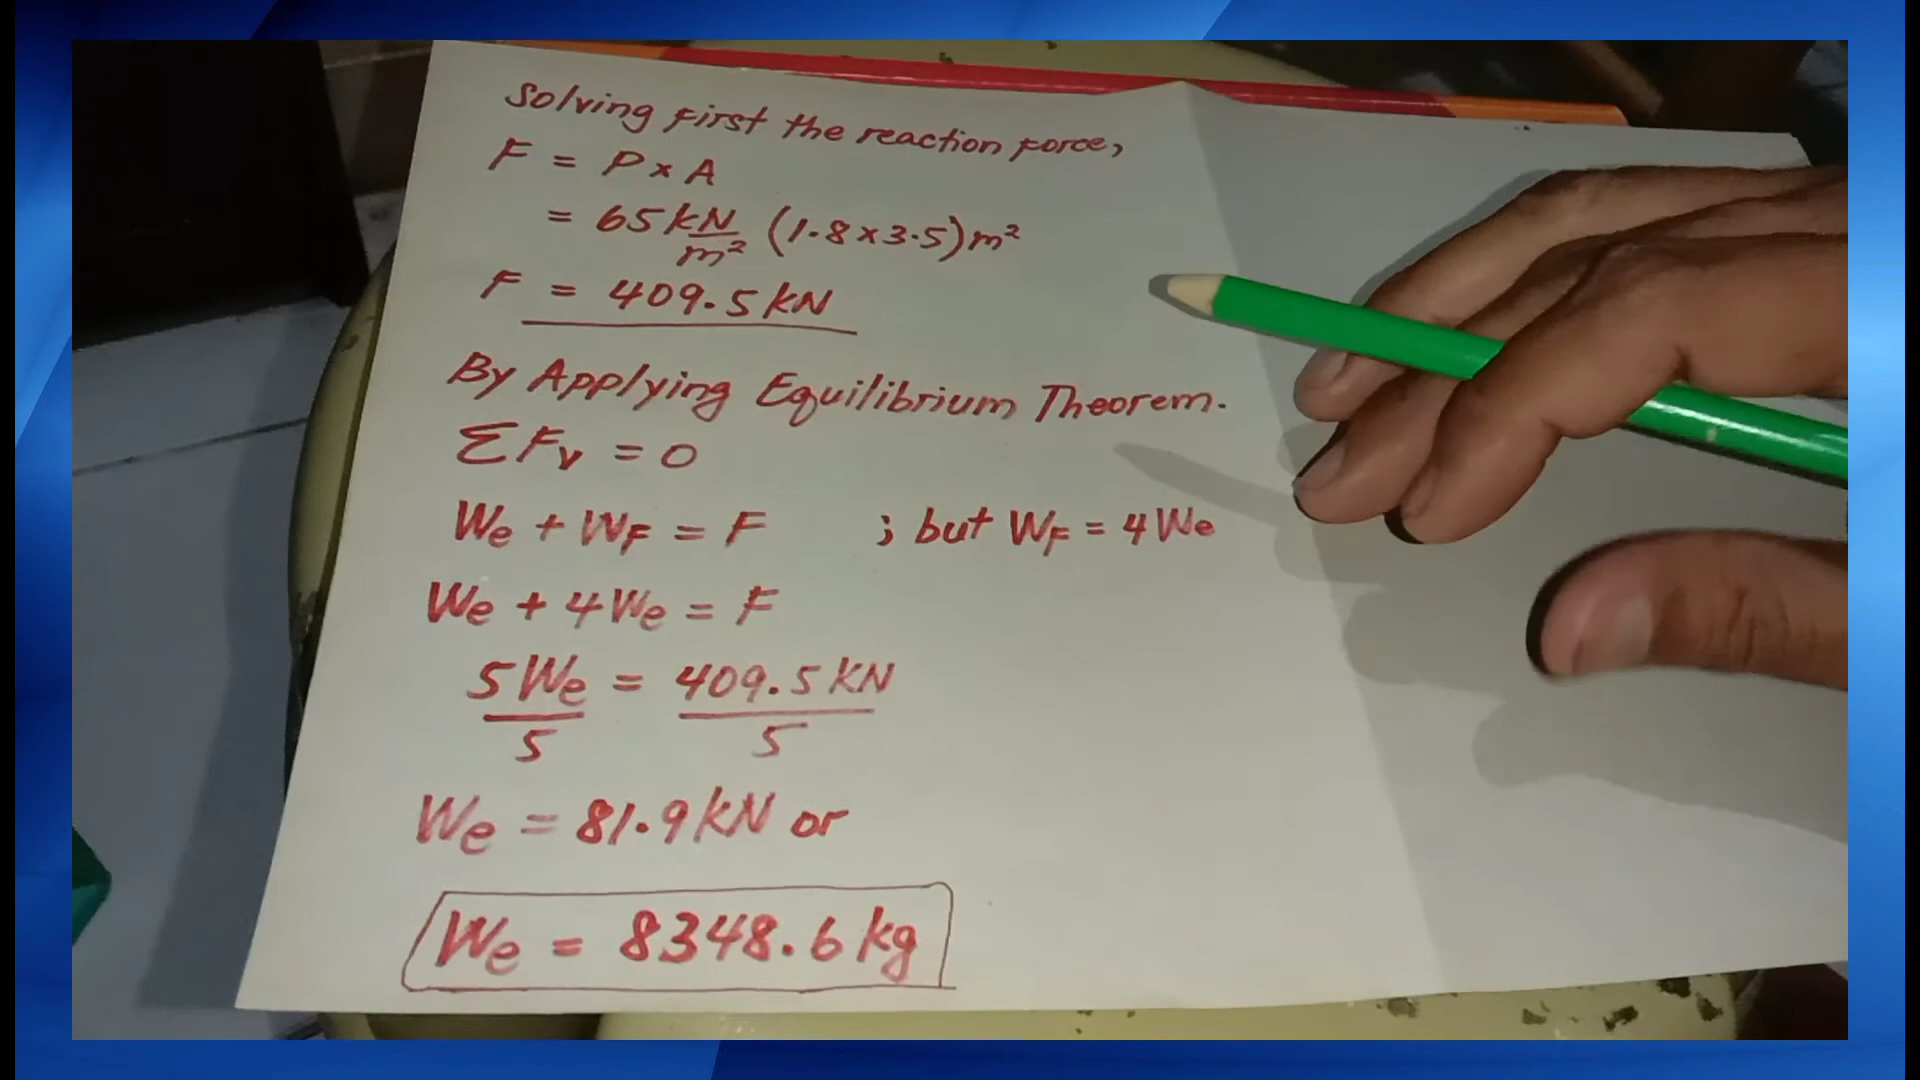 Solving first the reaction force,
F = P x A
= 65 kN/m² (1.8 x 3.5) m²
F = 409.5 kN
By Applying Equilibrium Theorem.
ΣFv = 0
We + WF = F ; but WF = 4We
We + 4We = F
5We/5 = 409.5 kN/5
We = 81.9 kN or
We = 8348.6 kg